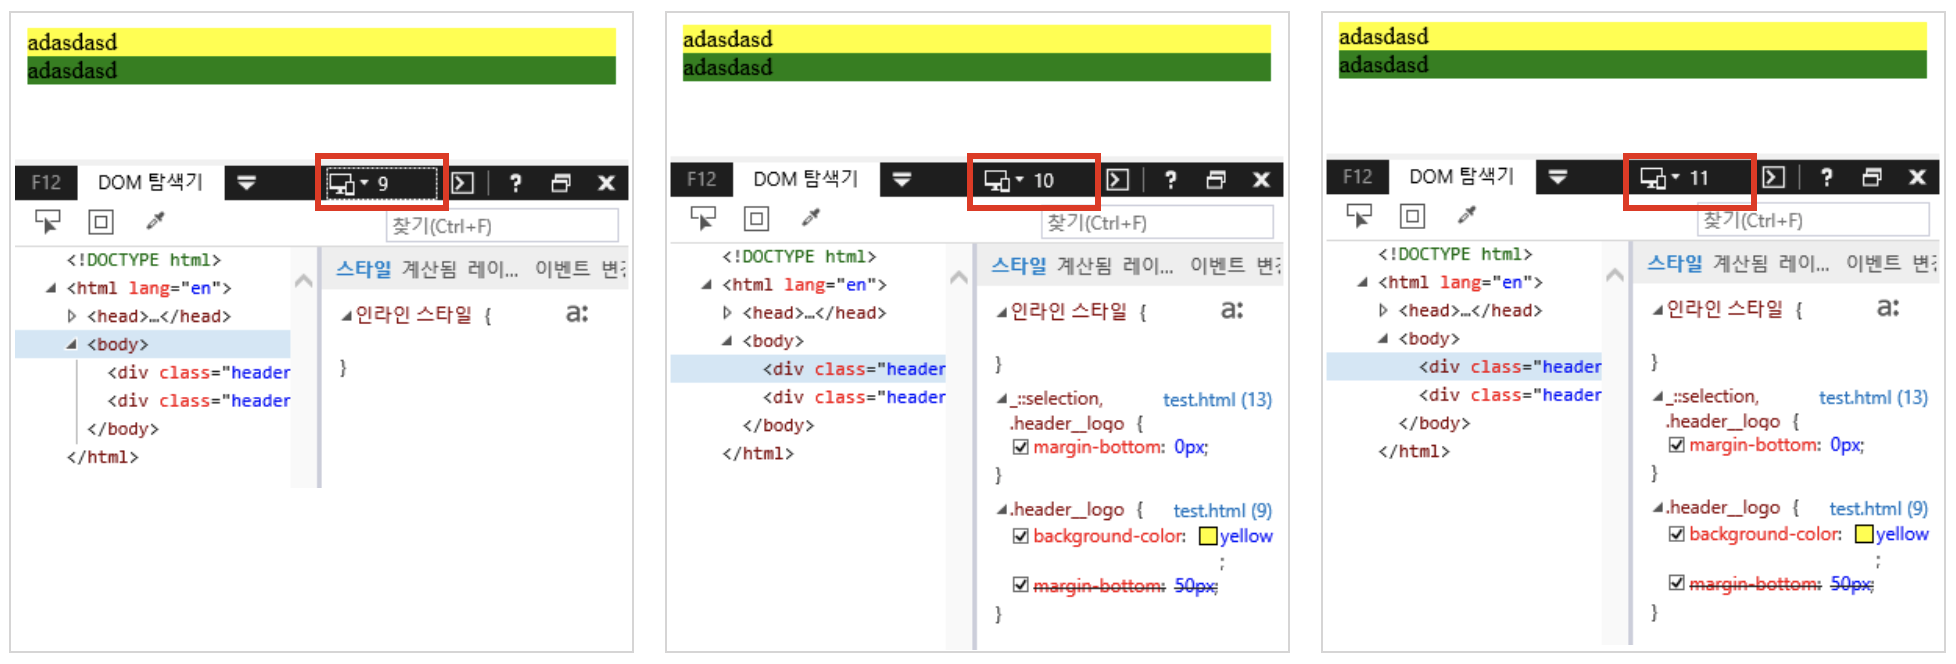 adasdasd
adasdasd
F12 DOM 탐색기 9 ?
찾기(Ctrl+F)
<!DOCTYPE html>
<html lang="en">
<head>…</head>
<body>
<div class="header
<div class="header
</body>
</html>
스타일 계산됨 레이... 이벤트 변경
인라인 스타일 { a:
}
adasdasd
adasdasd
F12 DOM 탐색기 10 ?
찾기(Ctrl+F)
<!DOCTYPE html>
<html lang="en">
<head>…</head>
<body>
<div class="header
<div class="header
</body>
</html>
스타일 계산됨 레이... 이벤트 변경
인라인 스타일 { a:
}
_::selection, test.html (13)
.header__logo {
margin-bottom: 0px;
}
.header__logo { test.html (9)
background-color: yellow
;
margin-bottom: 50px;
}
adasdasd
adasdasd
F12 DOM 탐색기 11 ?
찾기(Ctrl+F)
<!DOCTYPE html>
<html lang="en">
<head>…</head>
<body>
<div class="header
<div class="header
</body>
</html>
스타일 계산됨 레이... 이벤트 변경
인라인 스타일 { a:
}
_::selection, test.html (13)
.header__logo {
margin-bottom: 0px;
}
.header__logo { test.html (9)
background-color: yellow
;
margin-bottom: 50px;
}